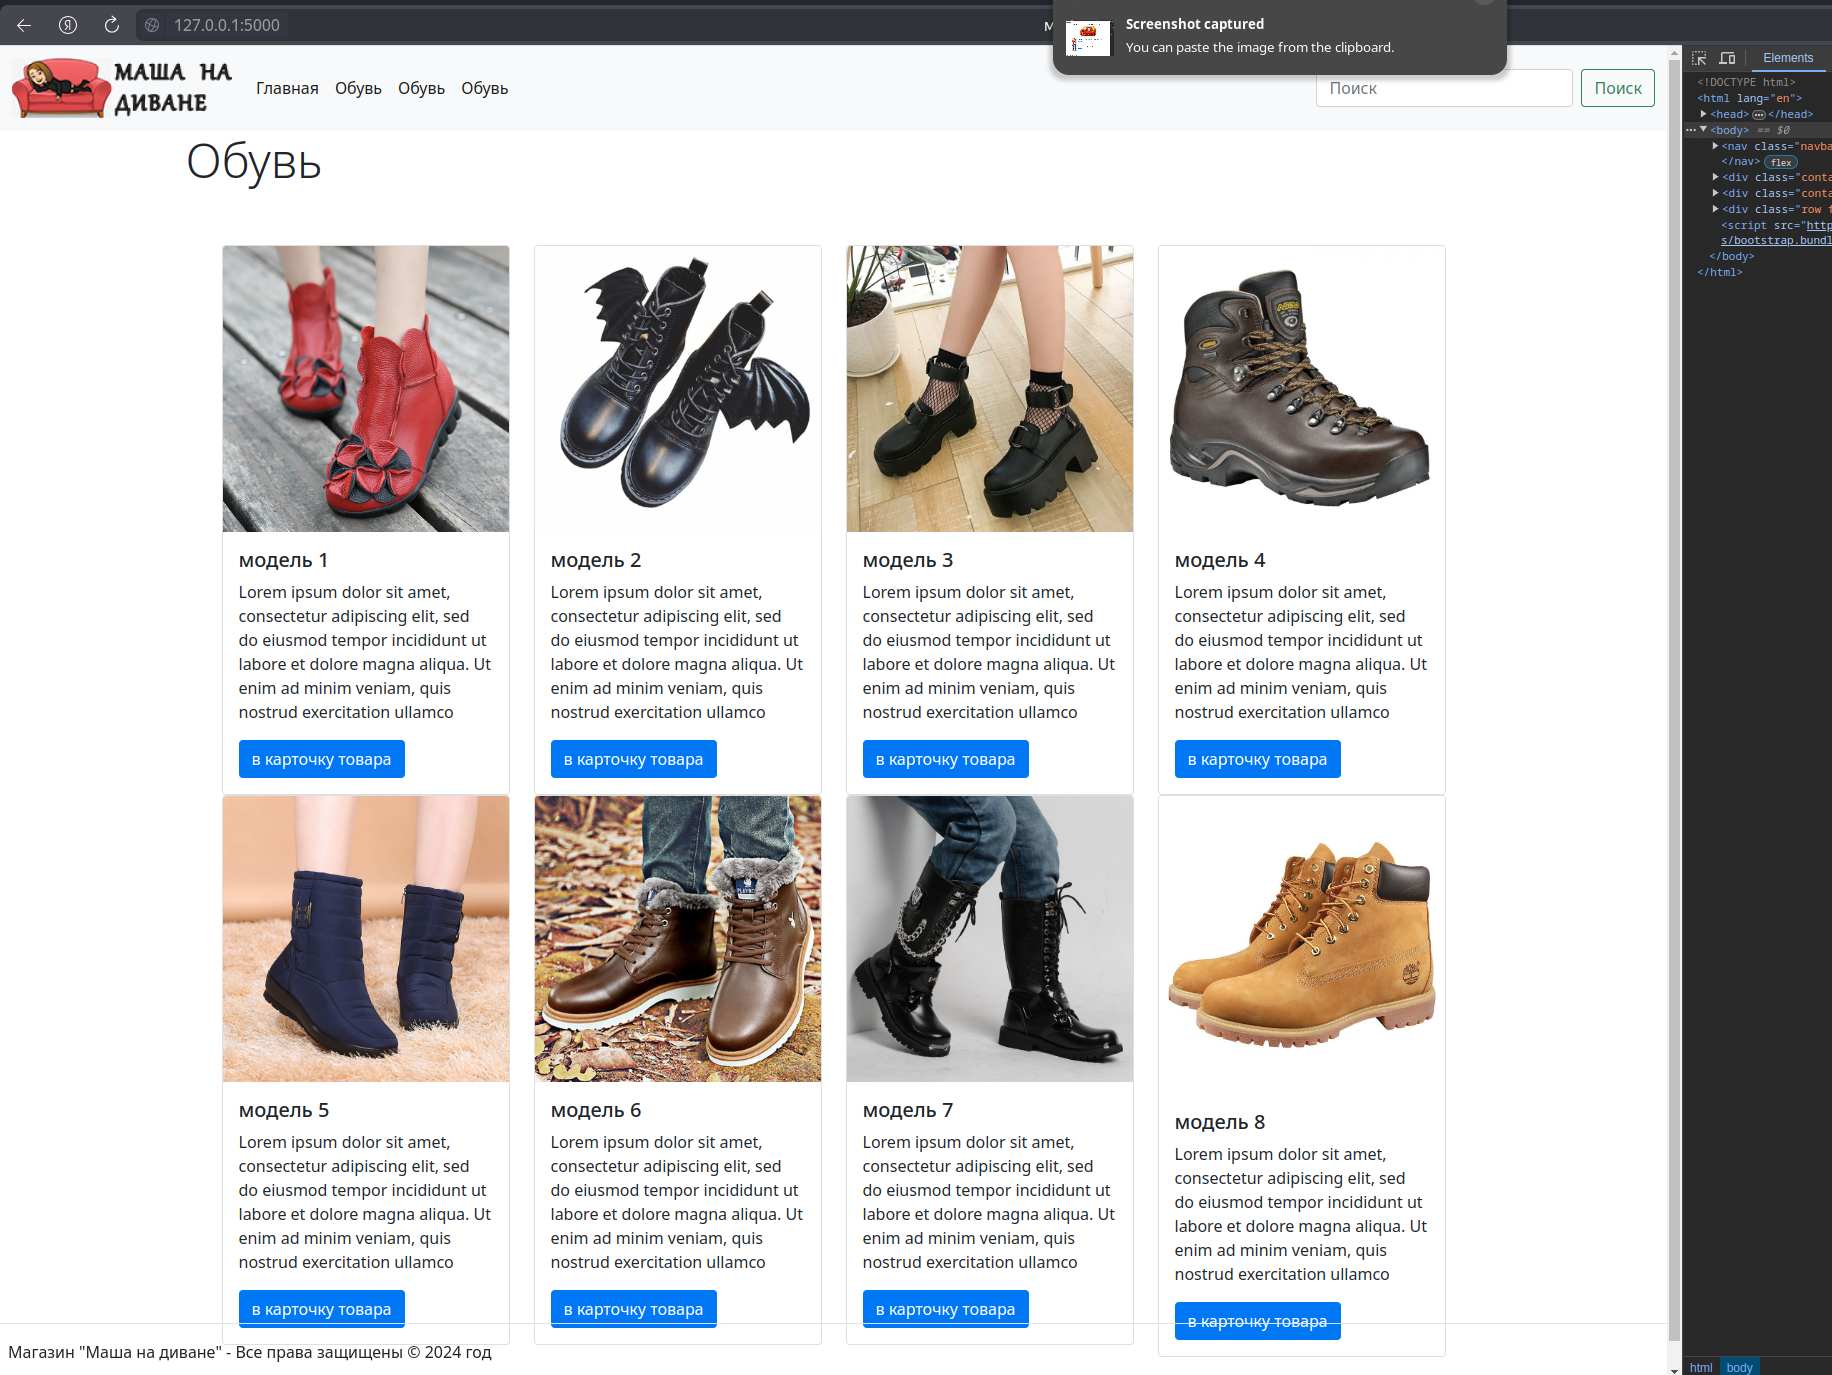 127.0.0.1:5000
Screenshot captured
You can paste the image from the clipboard.
МАША НА
ДИВАНЕ
Главная Обувь Обувь Обувь
Поиск Поиск
Elements
<!DOCTYPE html>
<html lang="en">
<head> ··· </head>
··· <body> == $0
<nav class="navba
</nav> flex
<div class="conta
<div class="conta
<div class="row f
<script src="http
s/bootstrap.bundl
</body>
</html>
Обувь
модель 1
Lorem ipsum dolor sit amet,
consectetur adipiscing elit, sed
do eiusmod tempor incididunt ut
labore et dolore magna aliqua. Ut
enim ad minim veniam, quis
nostrud exercitation ullamco
в карточку товара
модель 2
Lorem ipsum dolor sit amet,
consectetur adipiscing elit, sed
do eiusmod tempor incididunt ut
labore et dolore magna aliqua. Ut
enim ad minim veniam, quis
nostrud exercitation ullamco
в карточку товара
модель 3
Lorem ipsum dolor sit amet,
consectetur adipiscing elit, sed
do eiusmod tempor incididunt ut
labore et dolore magna aliqua. Ut
enim ad minim veniam, quis
nostrud exercitation ullamco
в карточку товара
модель 4
Lorem ipsum dolor sit amet,
consectetur adipiscing elit, sed
do eiusmod tempor incididunt ut
labore et dolore magna aliqua. Ut
enim ad minim veniam, quis
nostrud exercitation ullamco
в карточку товара
модель 5
Lorem ipsum dolor sit amet,
consectetur adipiscing elit, sed
do eiusmod tempor incididunt ut
labore et dolore magna aliqua. Ut
enim ad minim veniam, quis
nostrud exercitation ullamco
в карточку товара
PLAYBOY
модель 6
Lorem ipsum dolor sit amet,
consectetur adipiscing elit, sed
do eiusmod tempor incididunt ut
labore et dolore magna aliqua. Ut
enim ad minim veniam, quis
nostrud exercitation ullamco
в карточку товара
модель 7
Lorem ipsum dolor sit amet,
consectetur adipiscing elit, sed
do eiusmod tempor incididunt ut
labore et dolore magna aliqua. Ut
enim ad minim veniam, quis
nostrud exercitation ullamco
в карточку товара
модель 8
Lorem ipsum dolor sit amet,
consectetur adipiscing elit, sed
do eiusmod tempor incididunt ut
labore et dolore magna aliqua. Ut
enim ad minim veniam, quis
nostrud exercitation ullamco
в карточку товара
Магазин "Маша на диване" - Все права защищены © 2024 год
html body